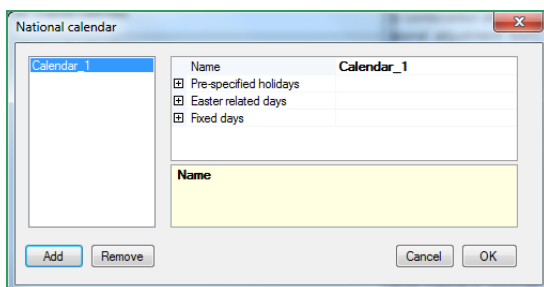 National calendar
Calendar_1
Name Calendar_1
Pre-specified holidays
Easter related days
Fixed days
Name
Add Remove Cancel OK